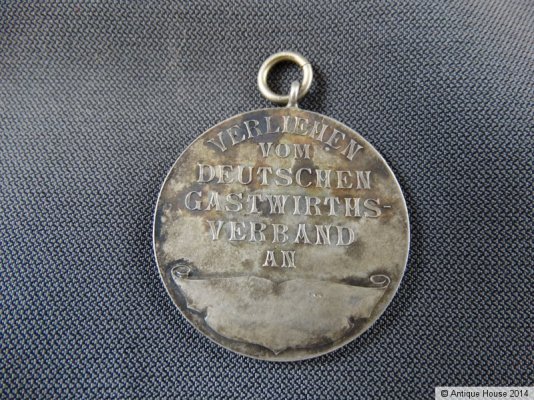 VERLIEHEN
VOM
DEUTSCHEN
GASTWIRTHS-
VERBAND
AN
© Antique House 2014